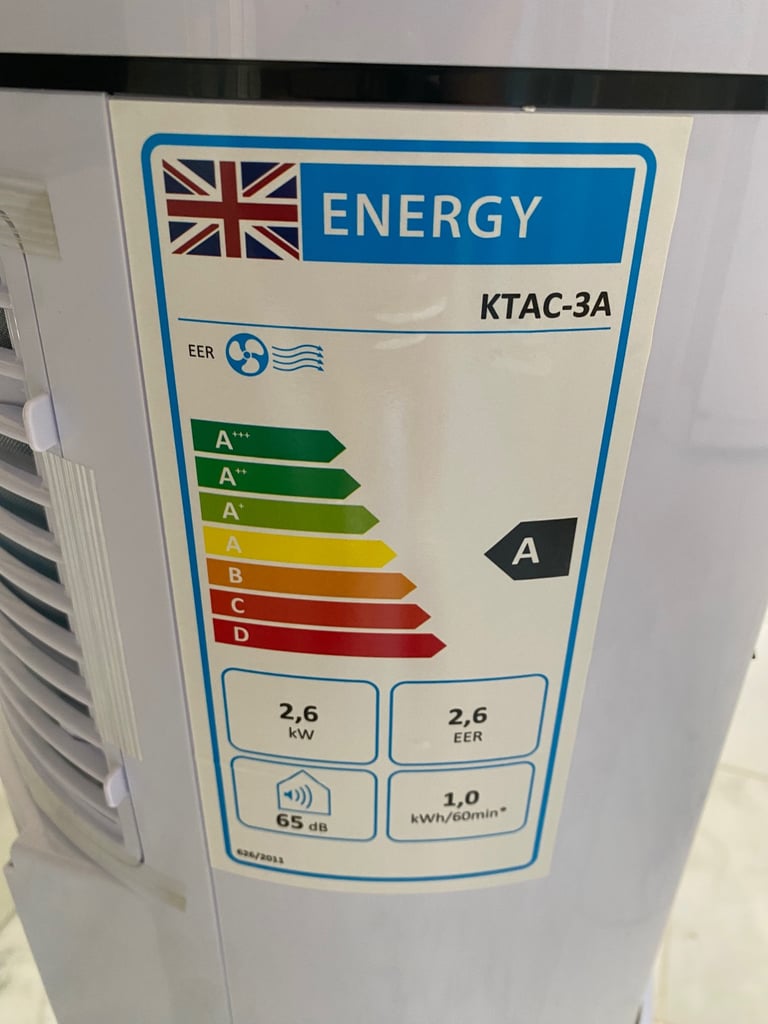 ENERGY
KTAC-3A
EER
A+++
A++
A+
A
B
C
D
A
2,6
kW
2,6
EER
65 dB
1,0
kWh/60min*
626/2011